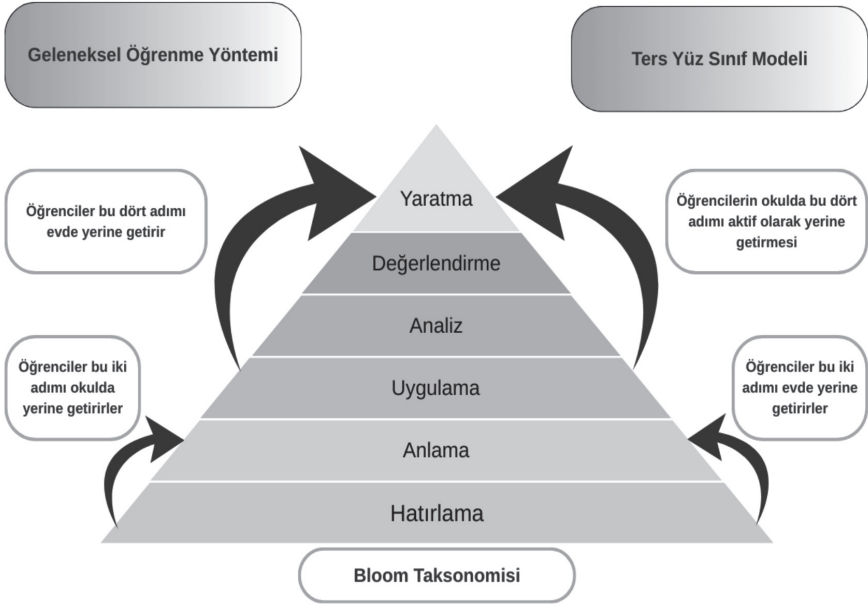 Geleneksel Öğrenme Yöntemi
Ters Yüz Sınıf Modeli
Öğrenciler bu dört adımı
evde yerine getirir
Öğrencilerin okulda bu dört
adımı aktif olarak yerine
getirmesi
Yaratma
Değerlendirme
Analiz
Uygulama
Anlama
Hatırlama
Öğrenciler bu iki
adımı okulda
yerine getirirler
Öğrenciler bu iki
adımı evde yerine
getirirler
Bloom Taksonomisi